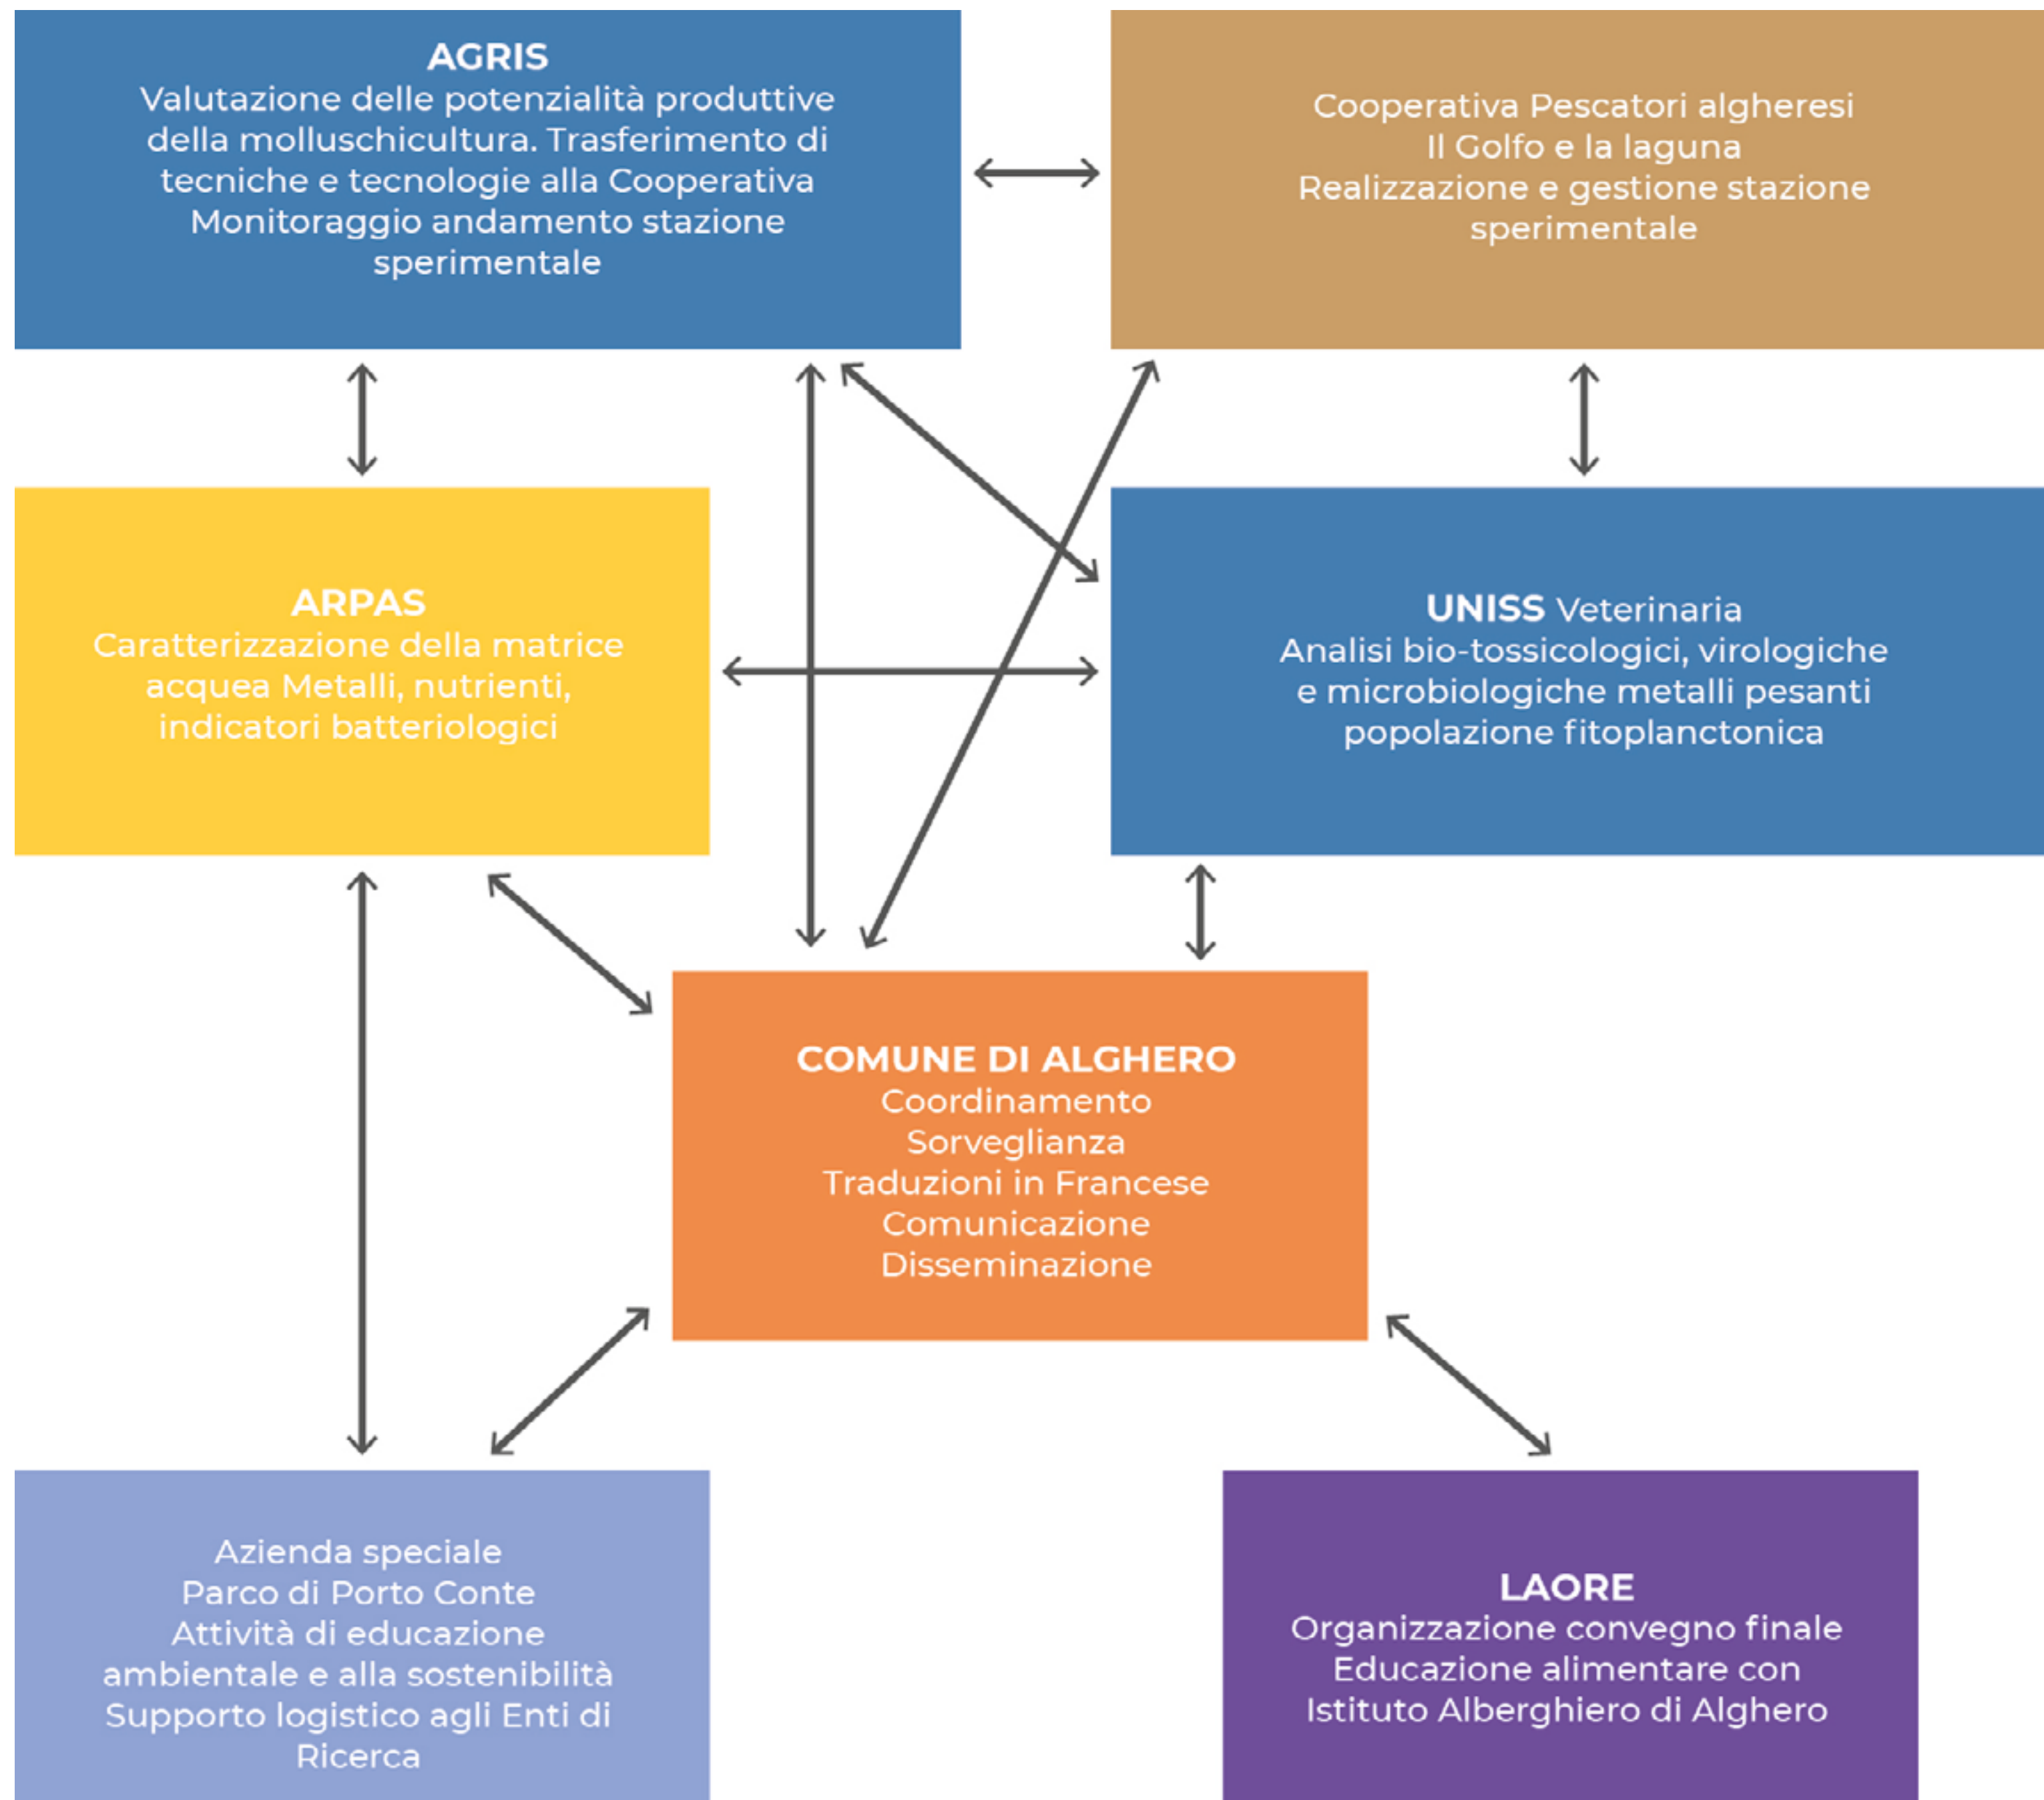 AGRIS
Valutazione delle potenzialità produttive
della molluschicultura. Trasferimento di
tecniche e tecnologie alla Cooperativa
Monitoraggio andamento stazione
sperimentale
Cooperativa Pescatori algheresi
Il Golfo e la laguna
Realizzazione e gestione stazione
sperimentale
ARPAS
Caratterizzazione della matrice
acquea Metalli, nutrienti,
indicatori batteriologici
UNISS Veterinaria
Analisi bio-tossicologici, virologiche
e microbiologiche metalli pesanti
popolazione fitoplanctonica
COMUNE DI ALGHERO
Coordinamento
Sorveglianza
Traduzioni in Francese
Comunicazione
Disseminazione
Azienda speciale
Parco di Porto Conte
Attività di educazione
ambientale e alla sostenibilità
Supporto logistico agli Enti di
Ricerca
LAORE
Organizzazione convegno finale
Educazione alimentare con
Istituto Alberghiero di Alghero